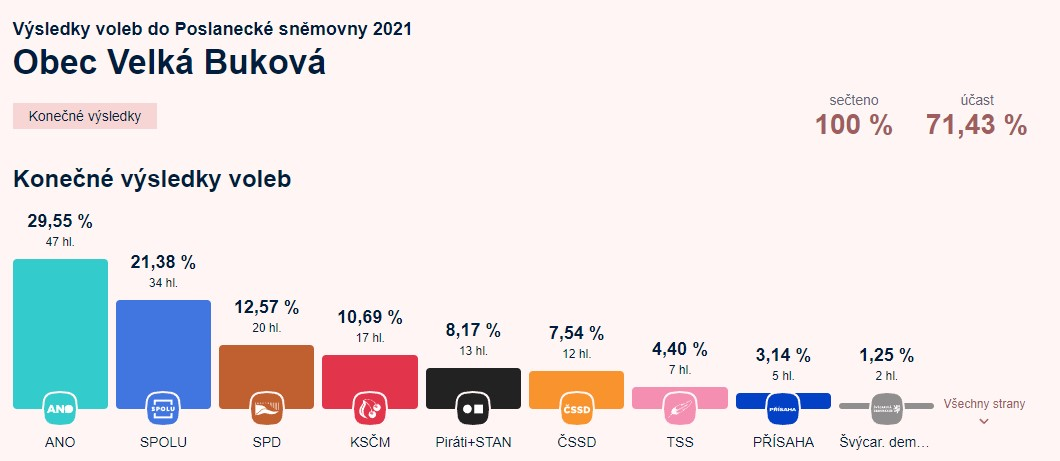 Výsledky voleb do Poslanecké sněmovny 2021
Obec Velká Buková
Konečné výsledky
sečteno
100 %
účast
71,43 %
Konečné výsledky voleb
29,55 %
47 hl.
ANO
ANO
21,38 %
34 hl.
SPOLU
SPOLU
12,57 %
20 hl.
SPD
10,69 %
17 hl.
KSČM
8,17 %
13 hl.
Piráti+STAN
7,54 %
12 hl.
ČSSD
ČSSD
4,40 %
7 hl.
TSS
3,14 %
5 hl.
PŘÍSAHA
PŘÍSAHA
1,25 %
2 hl.
Švýcar. dem…
Všechny strany